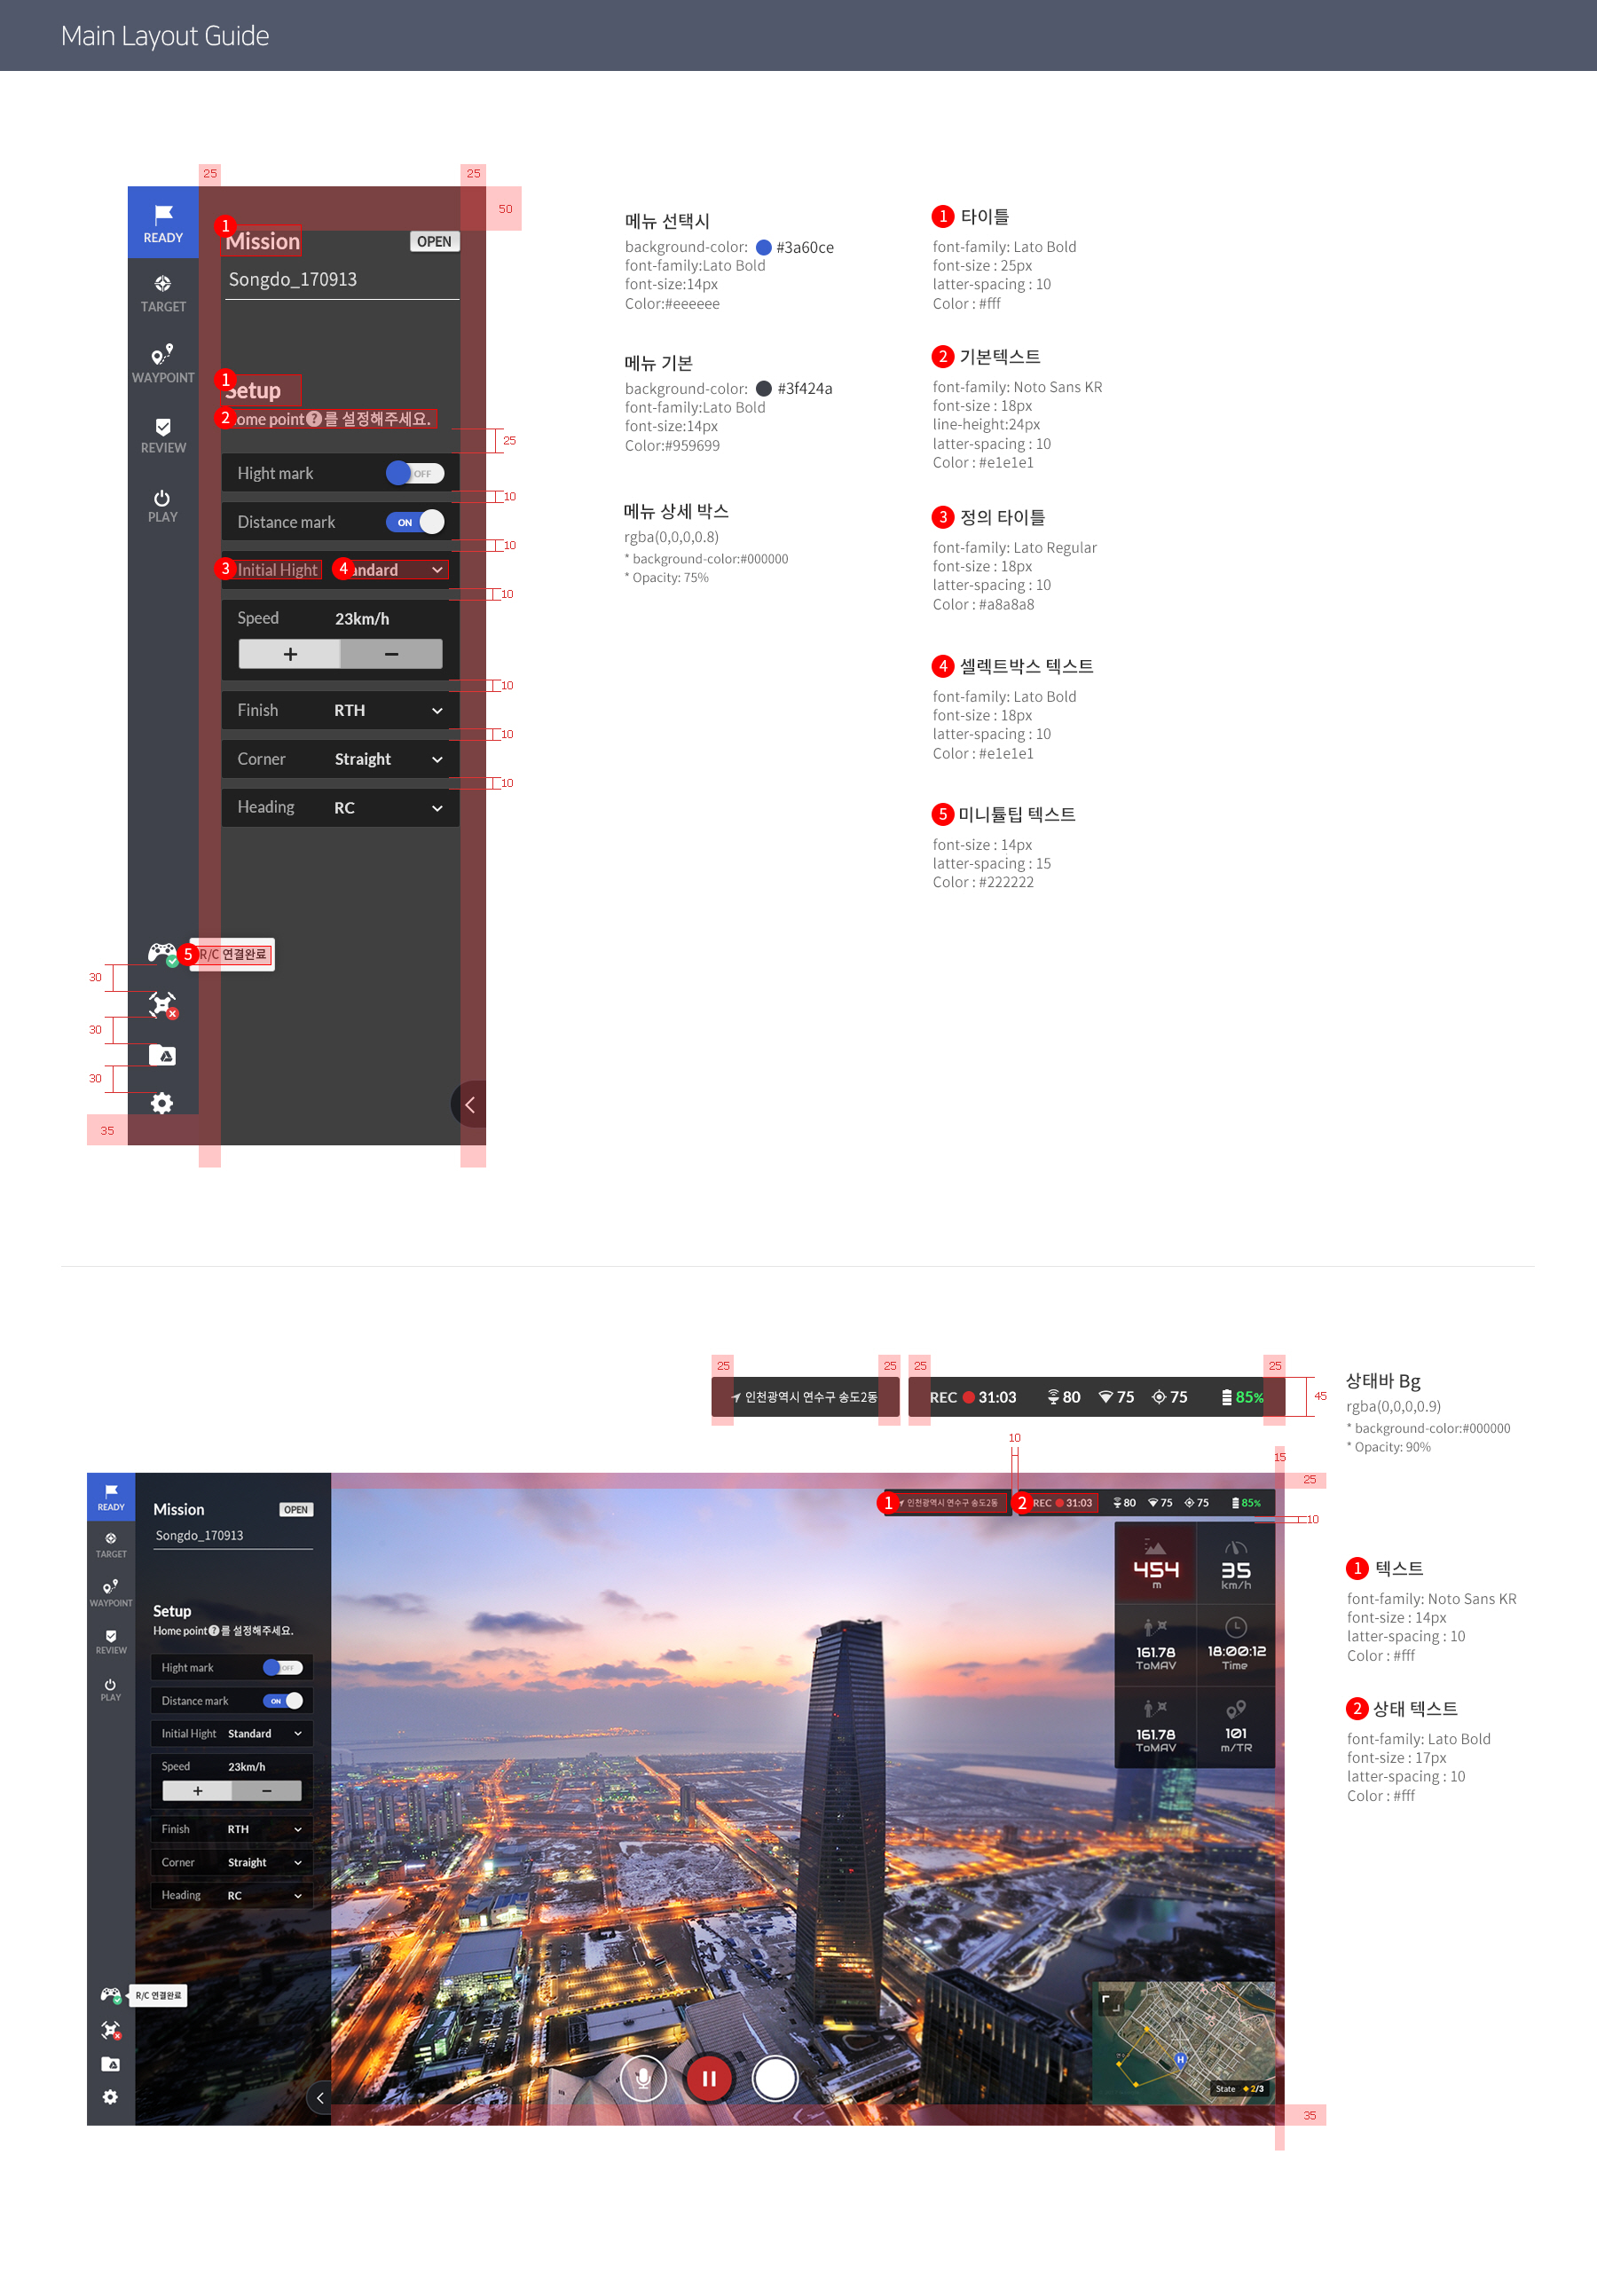 Main Layout Guide
25
25
50
READY
TARGET
WAYPOINT
REVIEW
PLAY
1
Mission
OPEN
Songdo_170913
1
Setup
2
ome point ? 를 설정해주세요.
25
Hight mark
OFF
10
Distance mark
ON
10
3 Initial Hight
4 andard
10
Speed
23km/h
+
−
10
Finish
RTH
10
Corner
Straight
10
Heading
RC
5 R/C 연결완료
30
30
30
35
메뉴 선택시
background-color: #3a60ce
font-family:Lato Bold
font-size:14px
Color:#eeeeee
메뉴 기본
background-color: #3f424a
font-family:Lato Bold
font-size:14px
Color:#959699
메뉴 상세 박스
rgba(0,0,0,0.8)
* background-color:#000000
* Opacity: 75%
1 타이틀
font-family: Lato Bold
font-size : 25px
latter-spacing : 10
Color : #fff
2 기본텍스트
font-family: Noto Sans KR
font-size : 18px
line-height:24px
latter-spacing : 10
Color : #e1e1e1
3 정의 타이틀
font-family: Lato Regular
font-size : 18px
latter-spacing : 10
Color : #a8a8a8
4 셀렉트박스 텍스트
font-family: Lato Bold
font-size : 18px
latter-spacing : 10
Color : #e1e1e1
5 미니튤팁 텍스트
font-size : 14px
latter-spacing : 15
Color : #222222
25
25
25
25
인천광역시 연수구 송도2동
REC 31:03 80 75 75 85%
45
상태바 Bg
rgba(0,0,0,0.9)
* background-color:#000000
* Opacity: 90%
10
15
25
10
READY
TARGET
WAYPOINT
REVIEW
PLAY
Mission
OPEN
Songdo_170913
Setup
Home point ? 를 설정해주세요.
Hight mark
OFF
Distance mark
ON
Initial Hight
Standard
Speed
23km/h
+
−
Finish
RTH
Corner
Straight
Heading
RC
R/C 연결완료
1 인천광역시 연수구 송도2동
2 REC 31:03 80 75 75 85%
454
m
35
km/h
161.78
ToMAV
18:00:12
Time
161.78
ToMAV
101
m/TR
H
State 2/3
35
1 텍스트
font-family: Noto Sans KR
font-size : 14px
latter-spacing : 10
Color : #fff
2 상태 텍스트
font-family: Lato Bold
font-size : 17px
latter-spacing : 10
Color : #fff